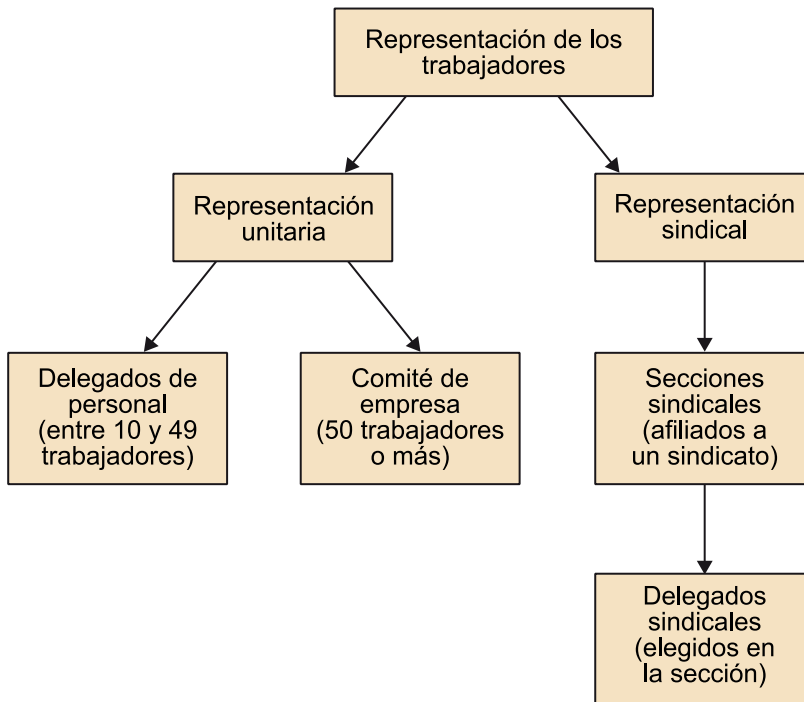 Representación de los
trabajadores
Representación
unitaria
Representación
sindical
Delegados de
personal
(entre 10 y 49
trabajadores)
Comité de
empresa
(50 trabajadores
o más)
Secciones
sindicales
(afiliados a
un sindicato)
Delegados
sindicales
(elegidos en
la sección)